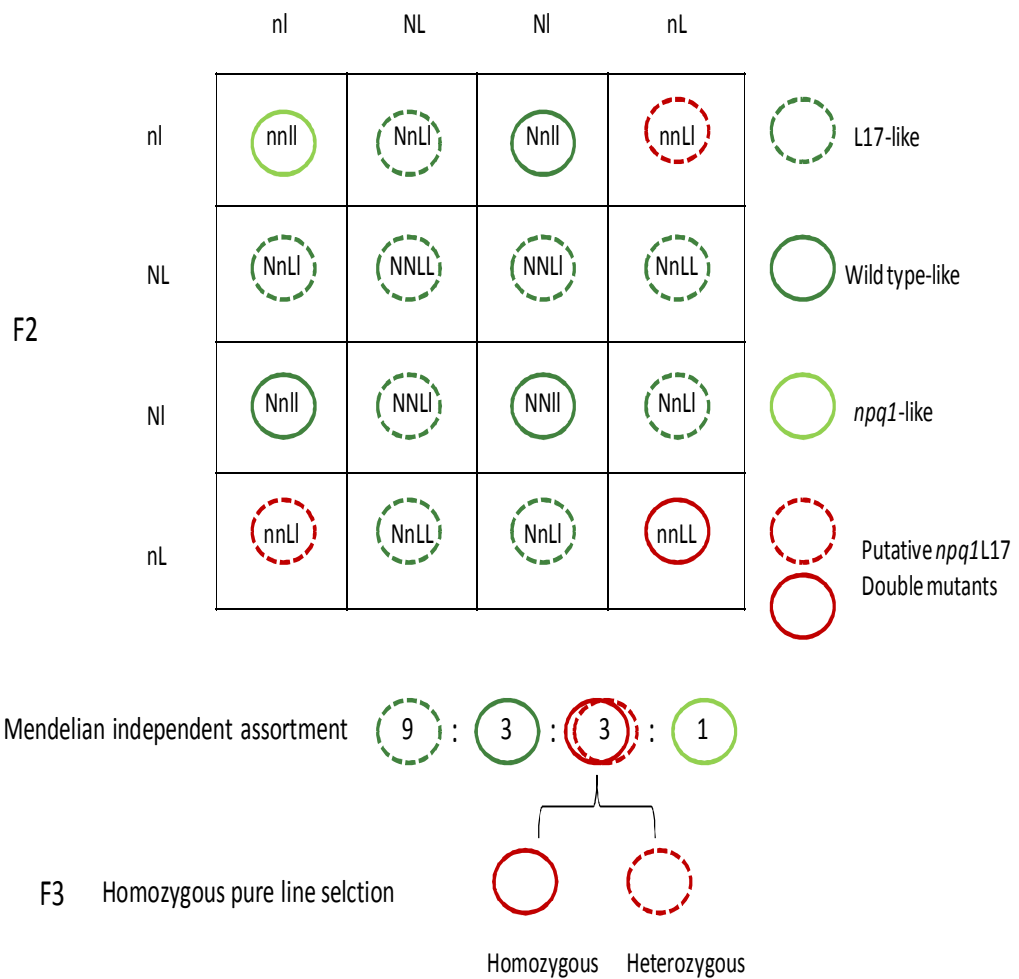 nl NL Nl nL
nl nnll NnLl Nnll nnLl L17-like
NL NnLl NNLL NNLl NnLL Wild type-like
F2
Nl Nnll NNLl NNll NnLl npq1-like
nL nnLl NnLL NnLl nnLL Putative npq1L17
Double mutants
Mendelian independent assortment 9 : 3 : 3 : 1
F3 Homozygous pure line selction
Homozygous Heterozygous